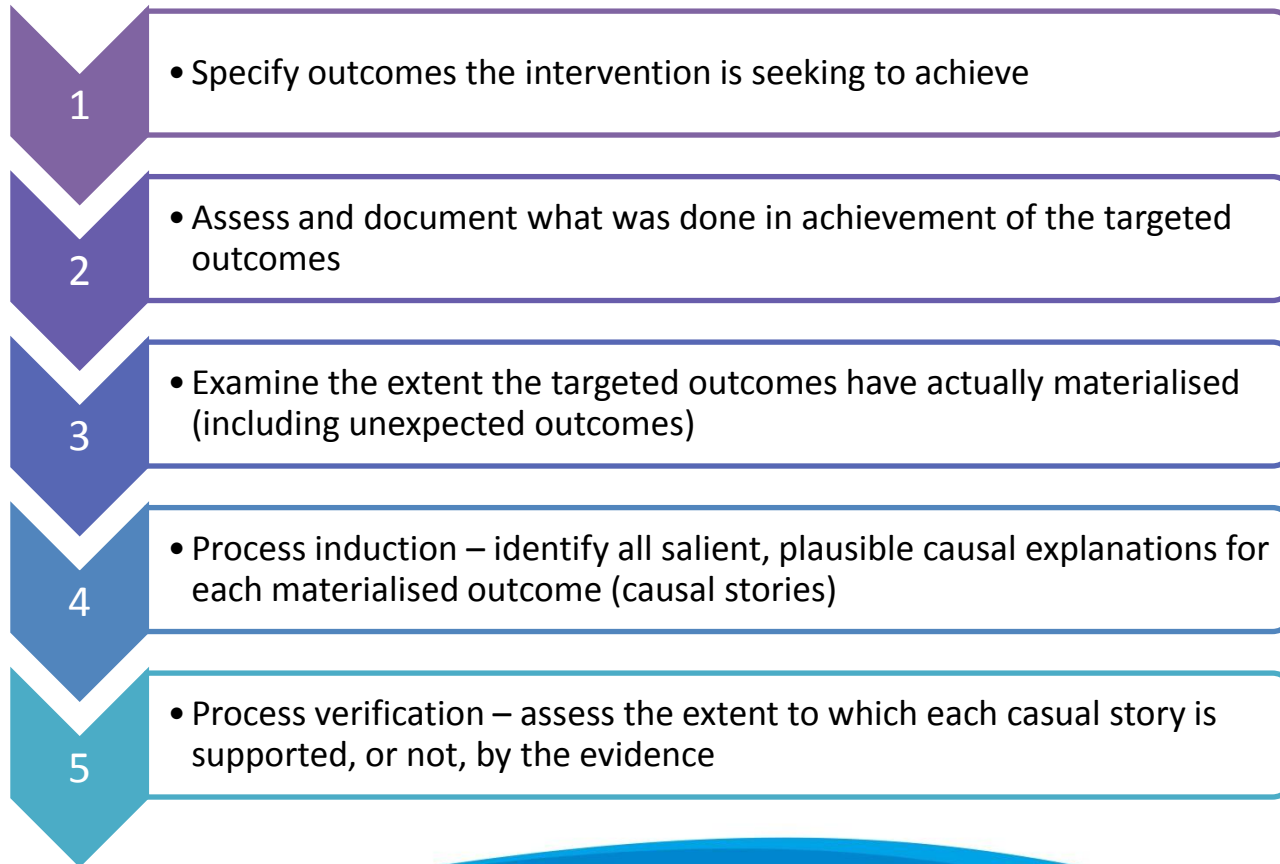 1
• Specify outcomes the intervention is seeking to achieve
2
• Assess and document what was done in achievement of the targeted
outcomes
3
• Examine the extent the targeted outcomes have actually materialised
(including unexpected outcomes)
4
• Process induction – identify all salient, plausible causal explanations for
each materialised outcome (causal stories)
5
• Process verification – assess the extent to which each casual story is
supported, or not, by the evidence